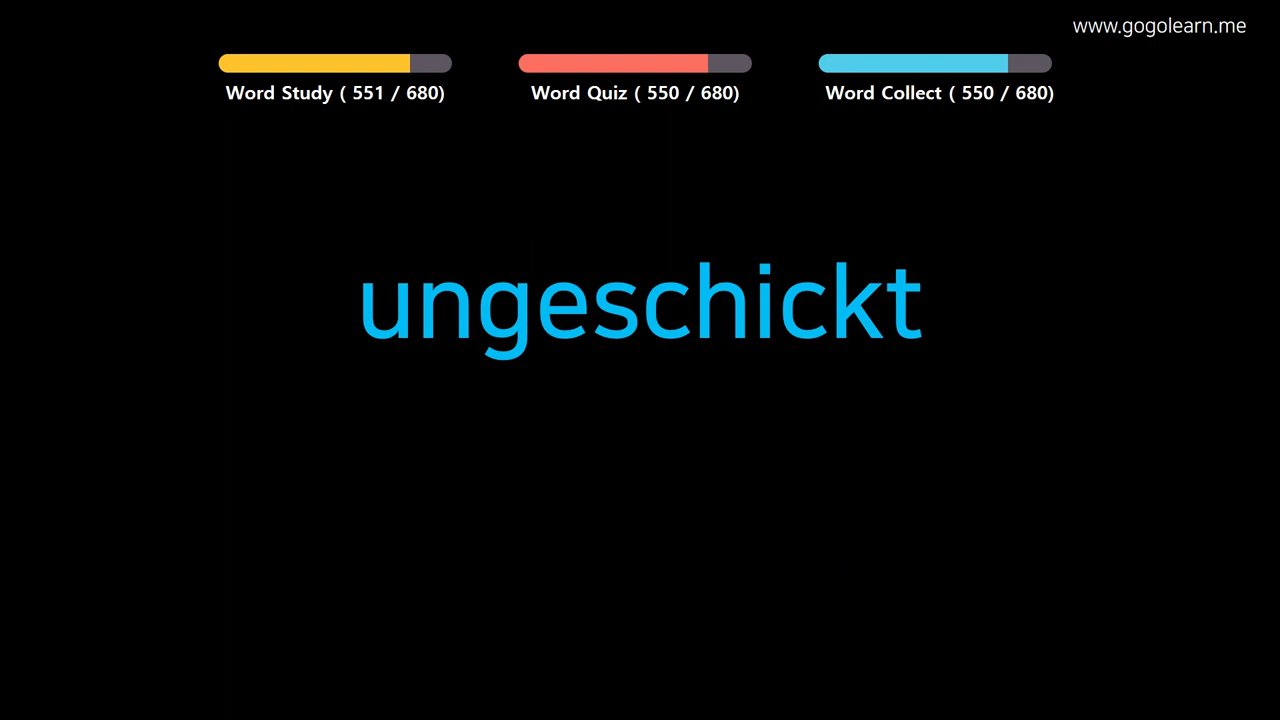 www.gogolearn.me
Word Study ( 551 / 680)
Word Quiz ( 550 / 680)
Word Collect ( 550 / 680)
ungeschickt